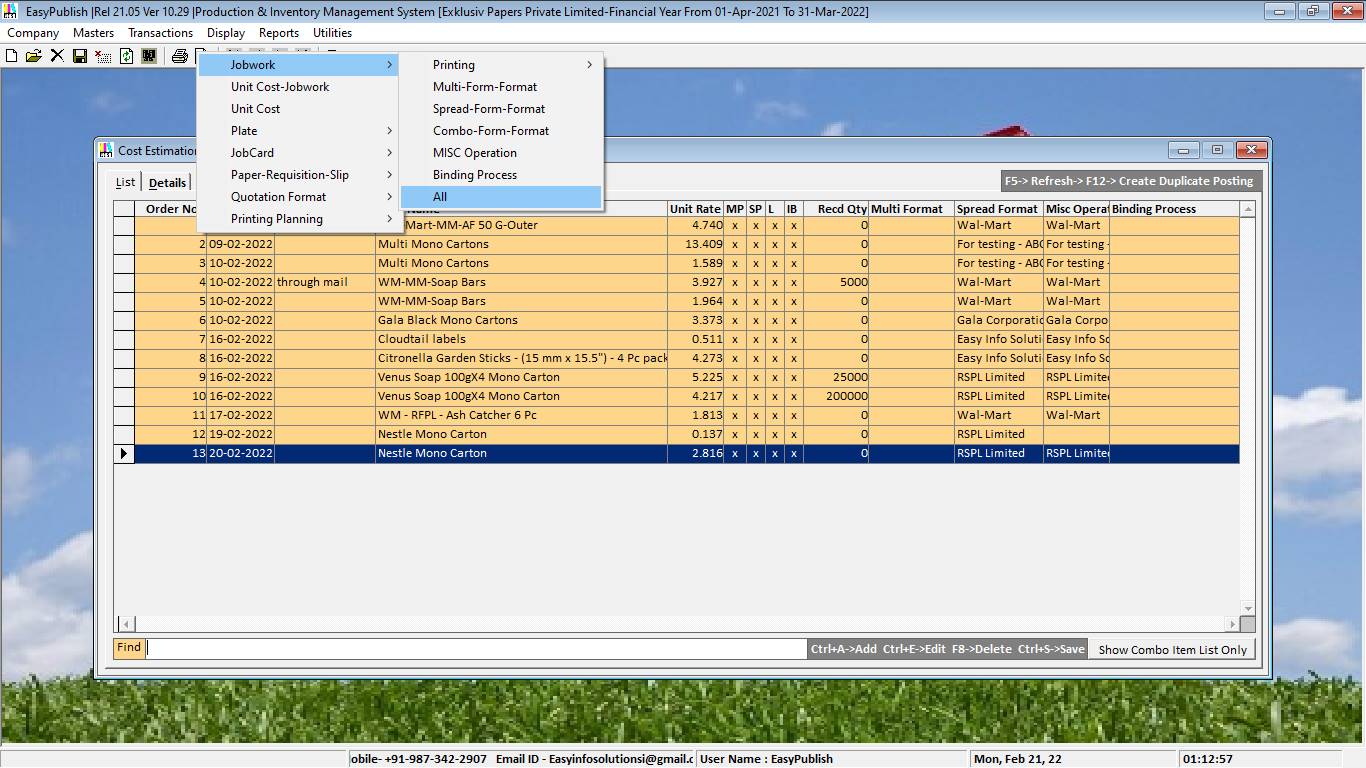 EasyPublish |Rel 21.05 Ver 10.29 |Production & Inventory Management System [Exklusiv Papers Private Limited-Financial Year From 01-Apr-2021 To 31-Mar-2022]
Company Masters Transactions Display Reports Utilities
Jobwork
Unit Cost-Jobwork
Unit Cost
Plate
JobCard
Paper-Requisition-Slip
Quotation Format
Printing Planning
Printing
Multi-Form-Format
Spread-Form-Format
Combo-Form-Format
MISC Operation
Binding Process
All
Cost Estimation
List Details
F5-> Refresh-> F12-> Create Duplicate Posting
Order No Name Unit Rate MP SP L IB Recd Qty Multi Format Spread Format Misc Operat Binding Process
Mart-MM-AF 50 G-Outer 4.740 x x x x 0 Wal-Mart Wal-Mart
2 09-02-2022 Multi Mono Cartons 13.409 x x x x 0 For testing - ABC For testing -
3 10-02-2022 Multi Mono Cartons 1.589 x x x x 0 For testing - ABC For testing -
4 10-02-2022 through mail WM-MM-Soap Bars 3.927 x x x x 5000 Wal-Mart Wal-Mart
5 10-02-2022 WM-MM-Soap Bars 1.964 x x x x 0 Wal-Mart Wal-Mart
6 10-02-2022 Gala Black Mono Cartons 3.373 x x x x 0 Gala Corporatic Gala Corpo
7 16-02-2022 Cloudtail labels 0.511 x x x x 0 Easy Info Soluti Easy Info So
8 16-02-2022 Citronella Garden Sticks - (15 mm x 15.5") - 4 Pc pack 4.273 x x x x 0 Easy Info Soluti Easy Info So
9 16-02-2022 Venus Soap 100gX4 Mono Carton 5.225 x x x x 25000 RSPL Limited RSPL Limited
10 16-02-2022 Venus Soap 100gX4 Mono Carton 4.217 x x x x 200000 RSPL Limited RSPL Limited
11 17-02-2022 WM - RFPL - Ash Catcher 6 Pc 1.813 x x x x 0 Wal-Mart Wal-Mart
12 19-02-2022 Nestle Mono Carton 0.137 x x x x 0 RSPL Limited
13 20-02-2022 Nestle Mono Carton 2.816 x x x x 0 RSPL Limited RSPL Limited
Find Ctrl+A->Add Ctrl+E->Edit F8->Delete Ctrl+S->Save Show Combo Item List Only
obile- +91-987-342-2907 Email ID - Easyinfosolutionsi@gmail.c User Name : EasyPublish Mon, Feb 21, 22 01:12:57